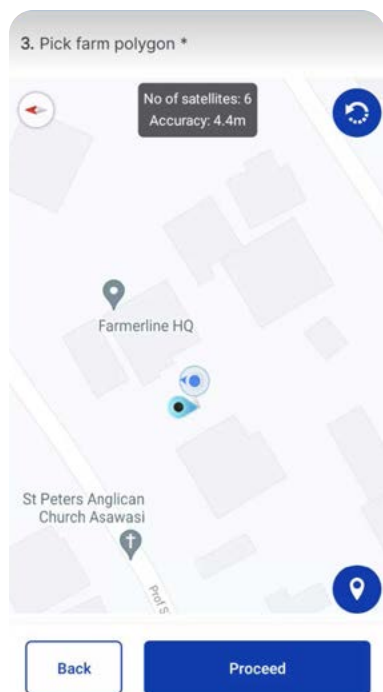 3. Pick farm polygon *
No of satellites: 6
Accuracy: 4.4m
Farmerline HQ
St Peters Anglican
Church Asawasi
Prof S
Back
Proceed